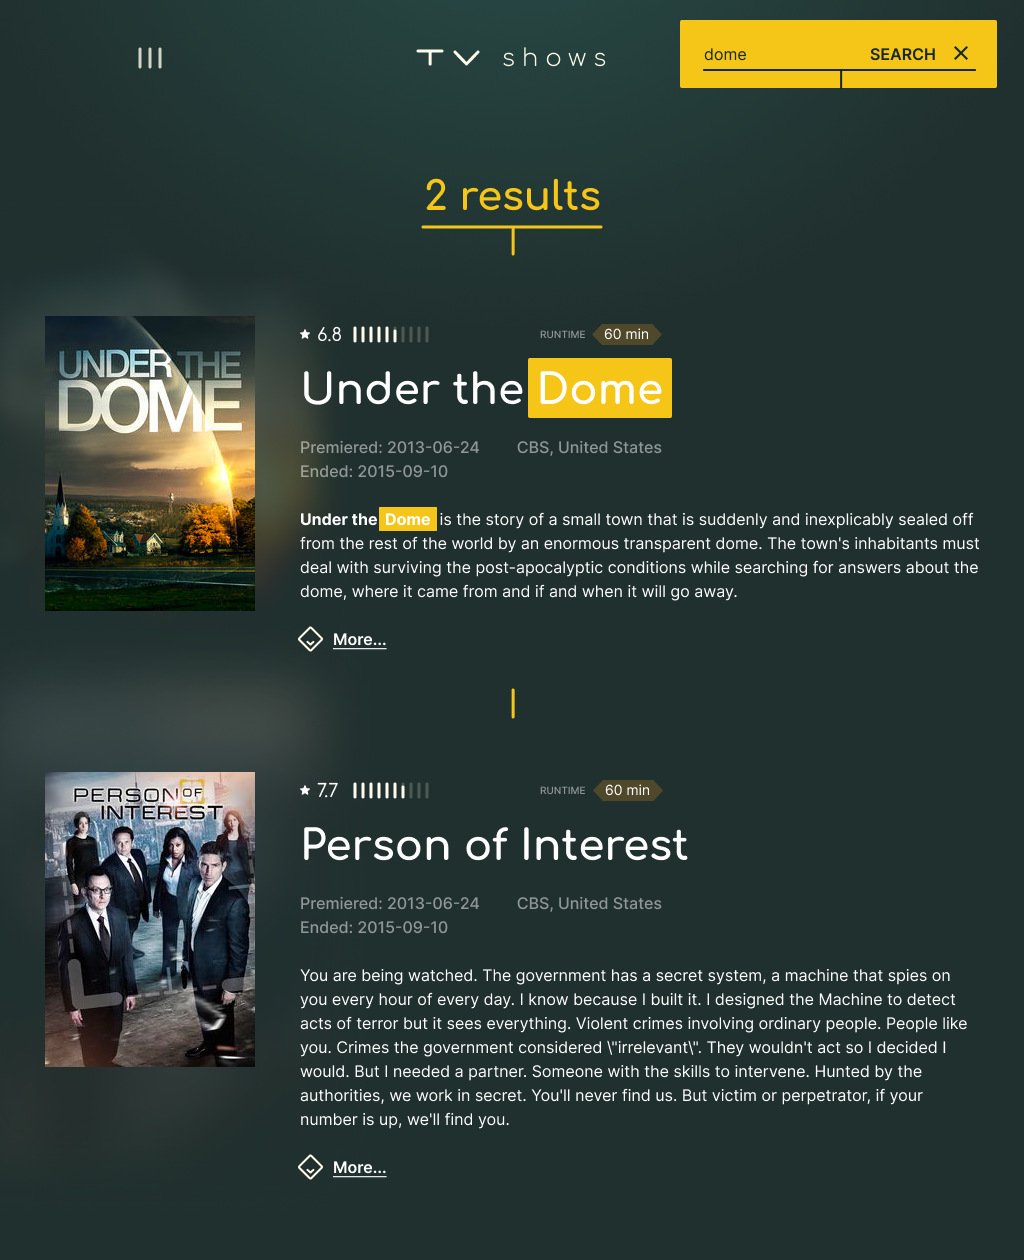 TV shows
dome SEARCH
2 results
UNDER THE
DOME
6.8 RUNTIME 60 min
Under the Dome
Premiered: 2013-06-24 CBS, United States
Ended: 2015-09-10
Under the Dome is the story of a small town that is suddenly and inexplicably sealed off
from the rest of the world by an enormous transparent dome. The town's inhabitants must
deal with surviving the post-apocalyptic conditions while searching for answers about the
dome, where it came from and if and when it will go away.
More...
PERSON OF
INTEREST
7.7 RUNTIME 60 min
Person of Interest
Premiered: 2013-06-24 CBS, United States
Ended: 2015-09-10
You are being watched. The government has a secret system, a machine that spies on
you every hour of every day. I know because I built it. I designed the Machine to detect
acts of terror but it sees everything. Violent crimes involving ordinary people. People like
you. Crimes the government considered \"irrelevant\". They wouldn't act so I decided I
would. But I needed a partner. Someone with the skills to intervene. Hunted by the
authorities, we work in secret. You'll never find us. But victim or perpetrator, if your
number is up, we'll find you.
More...